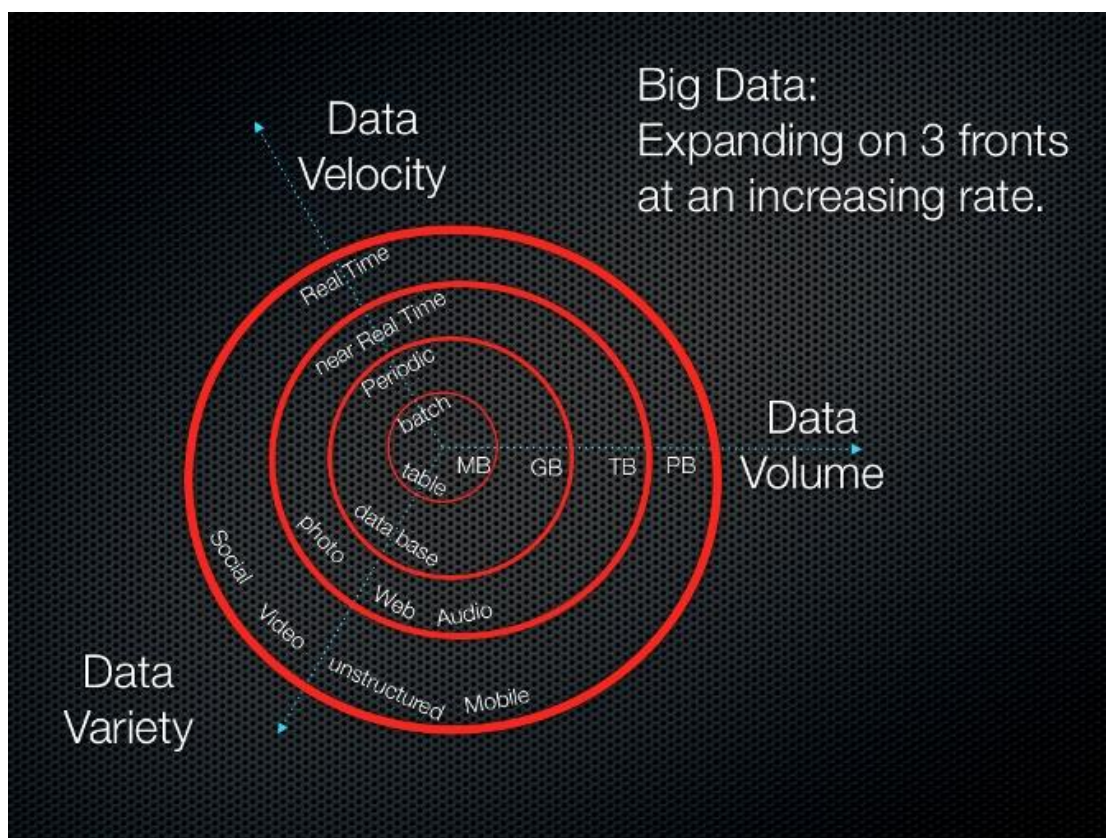 Big Data:
Expanding on 3 fronts
at an increasing rate.
Data
Velocity
Real Time
near Real Time
Periodic
batch
Data
Volume
MB GB TB PB
table
data base
photo Web Audio
Social Video unstructured Mobile
Data
Variety